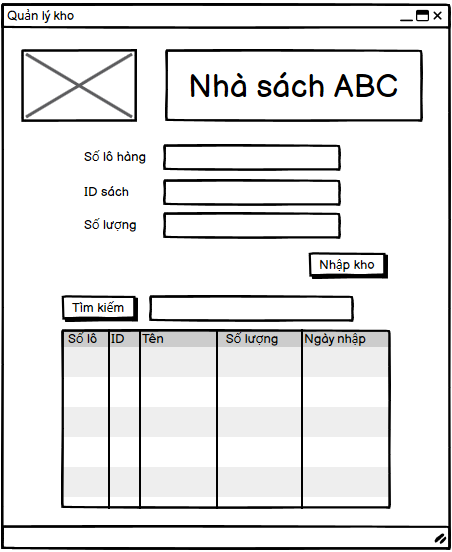 Quản lý kho
Nhà sách ABC
Số lô hàng
ID sách
Số lượng
Nhập kho
Tìm kiếm
Số lô ID Tên Số lượng Ngày nhập